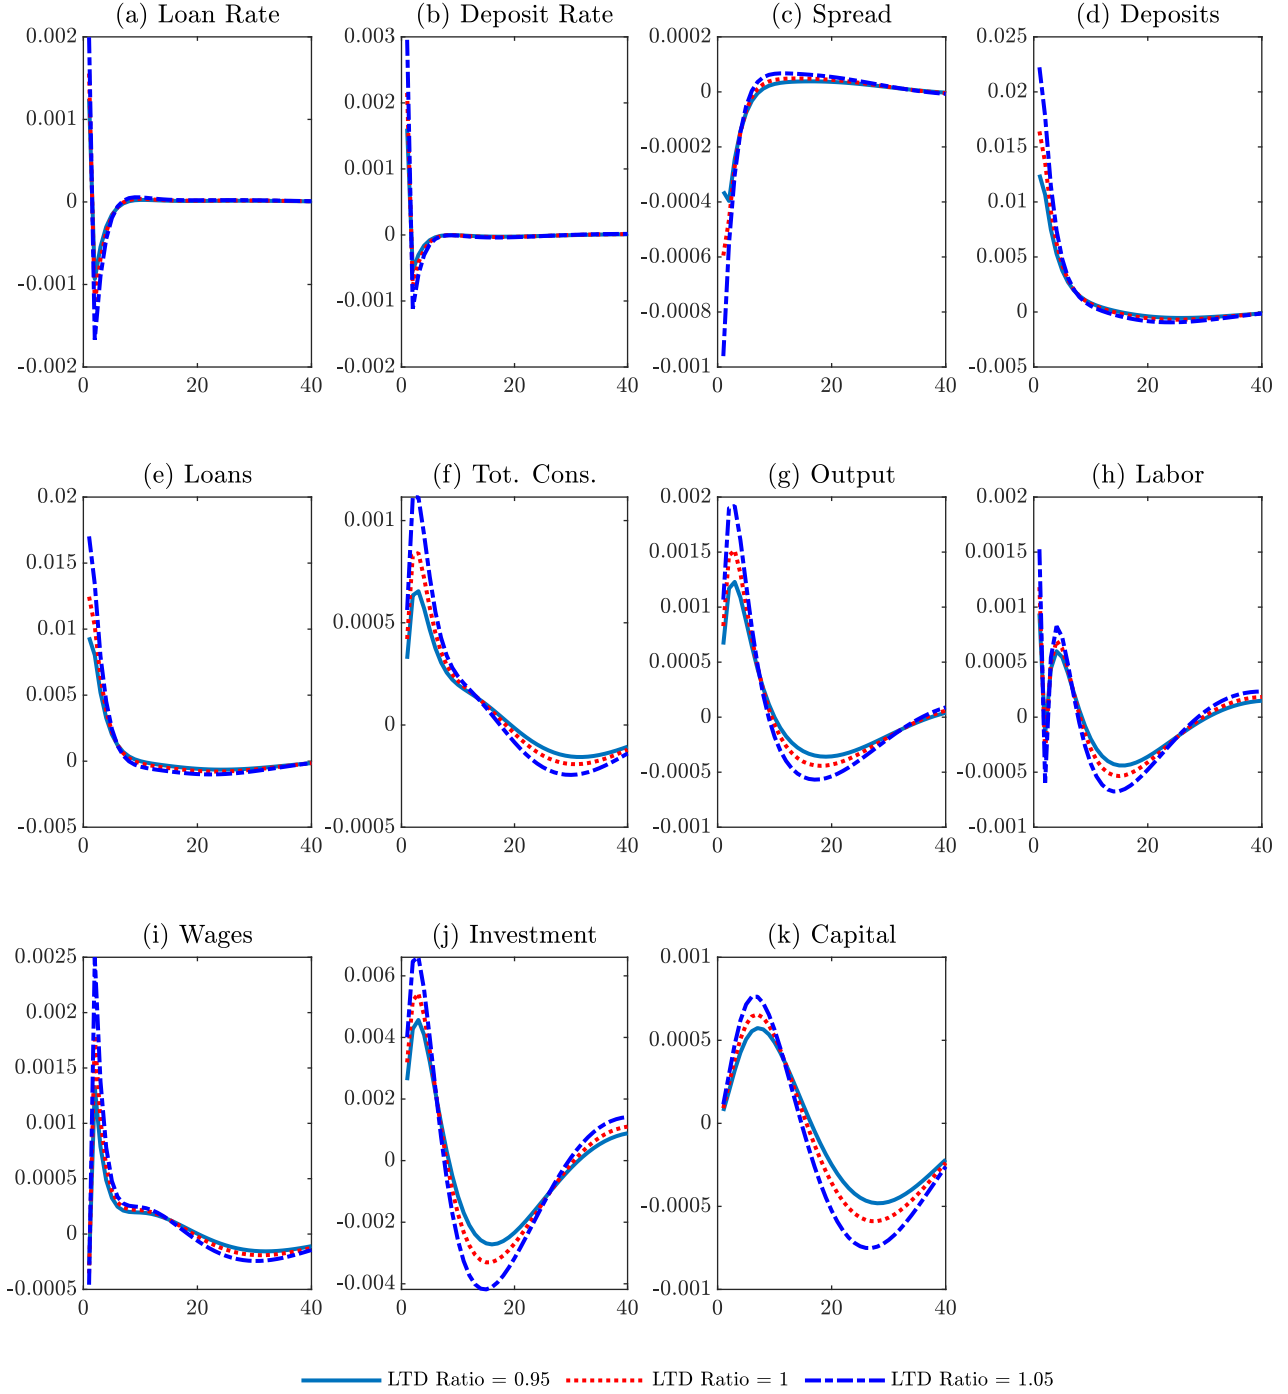 (a) Loan Rate
0.002
0.001
0
-0.001
-0.002
0 20 40
(b) Deposit Rate
0.003
0.002
0.001
0
-0.001
-0.002
0 20 40
(c) Spread
0.0002
0
-0.0002
-0.0004
-0.0006
-0.0008
-0.001
0 20 40
(d) Deposits
0.025
0.02
0.015
0.01
0.005
0
-0.005
0 20 40
(e) Loans
0.02
0.015
0.01
0.005
0
-0.005
0 20 40
(f) Tot. Cons.
0.001
0.0005
0
-0.0005
0 20 40
(g) Output
0.002
0.0015
0.001
0.0005
0
-0.0005
-0.001
0 20 40
(h) Labor
0.002
0.0015
0.001
0.0005
0
-0.0005
-0.001
0 20 40
(i) Wages
0.0025
0.002
0.0015
0.001
0.0005
0
-0.0005
0 20 40
(j) Investment
0.006
0.004
0.002
0
-0.002
-0.004
0 20 40
(k) Capital
0.001
0.0005
0
-0.0005
-0.001
0 20 40
LTD Ratio = 0.95 LTD Ratio = 1 LTD Ratio = 1.05